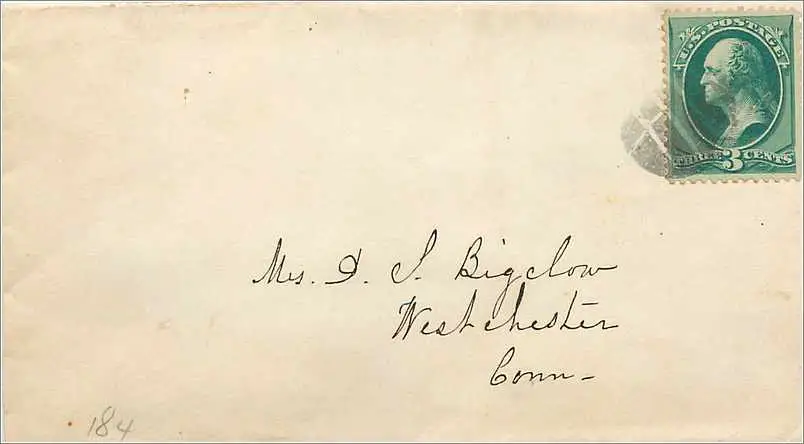 U.S. POSTAGE
THREE 3 CENTS
Mrs. D. S. Bigelow
Westchester
Conn-
184